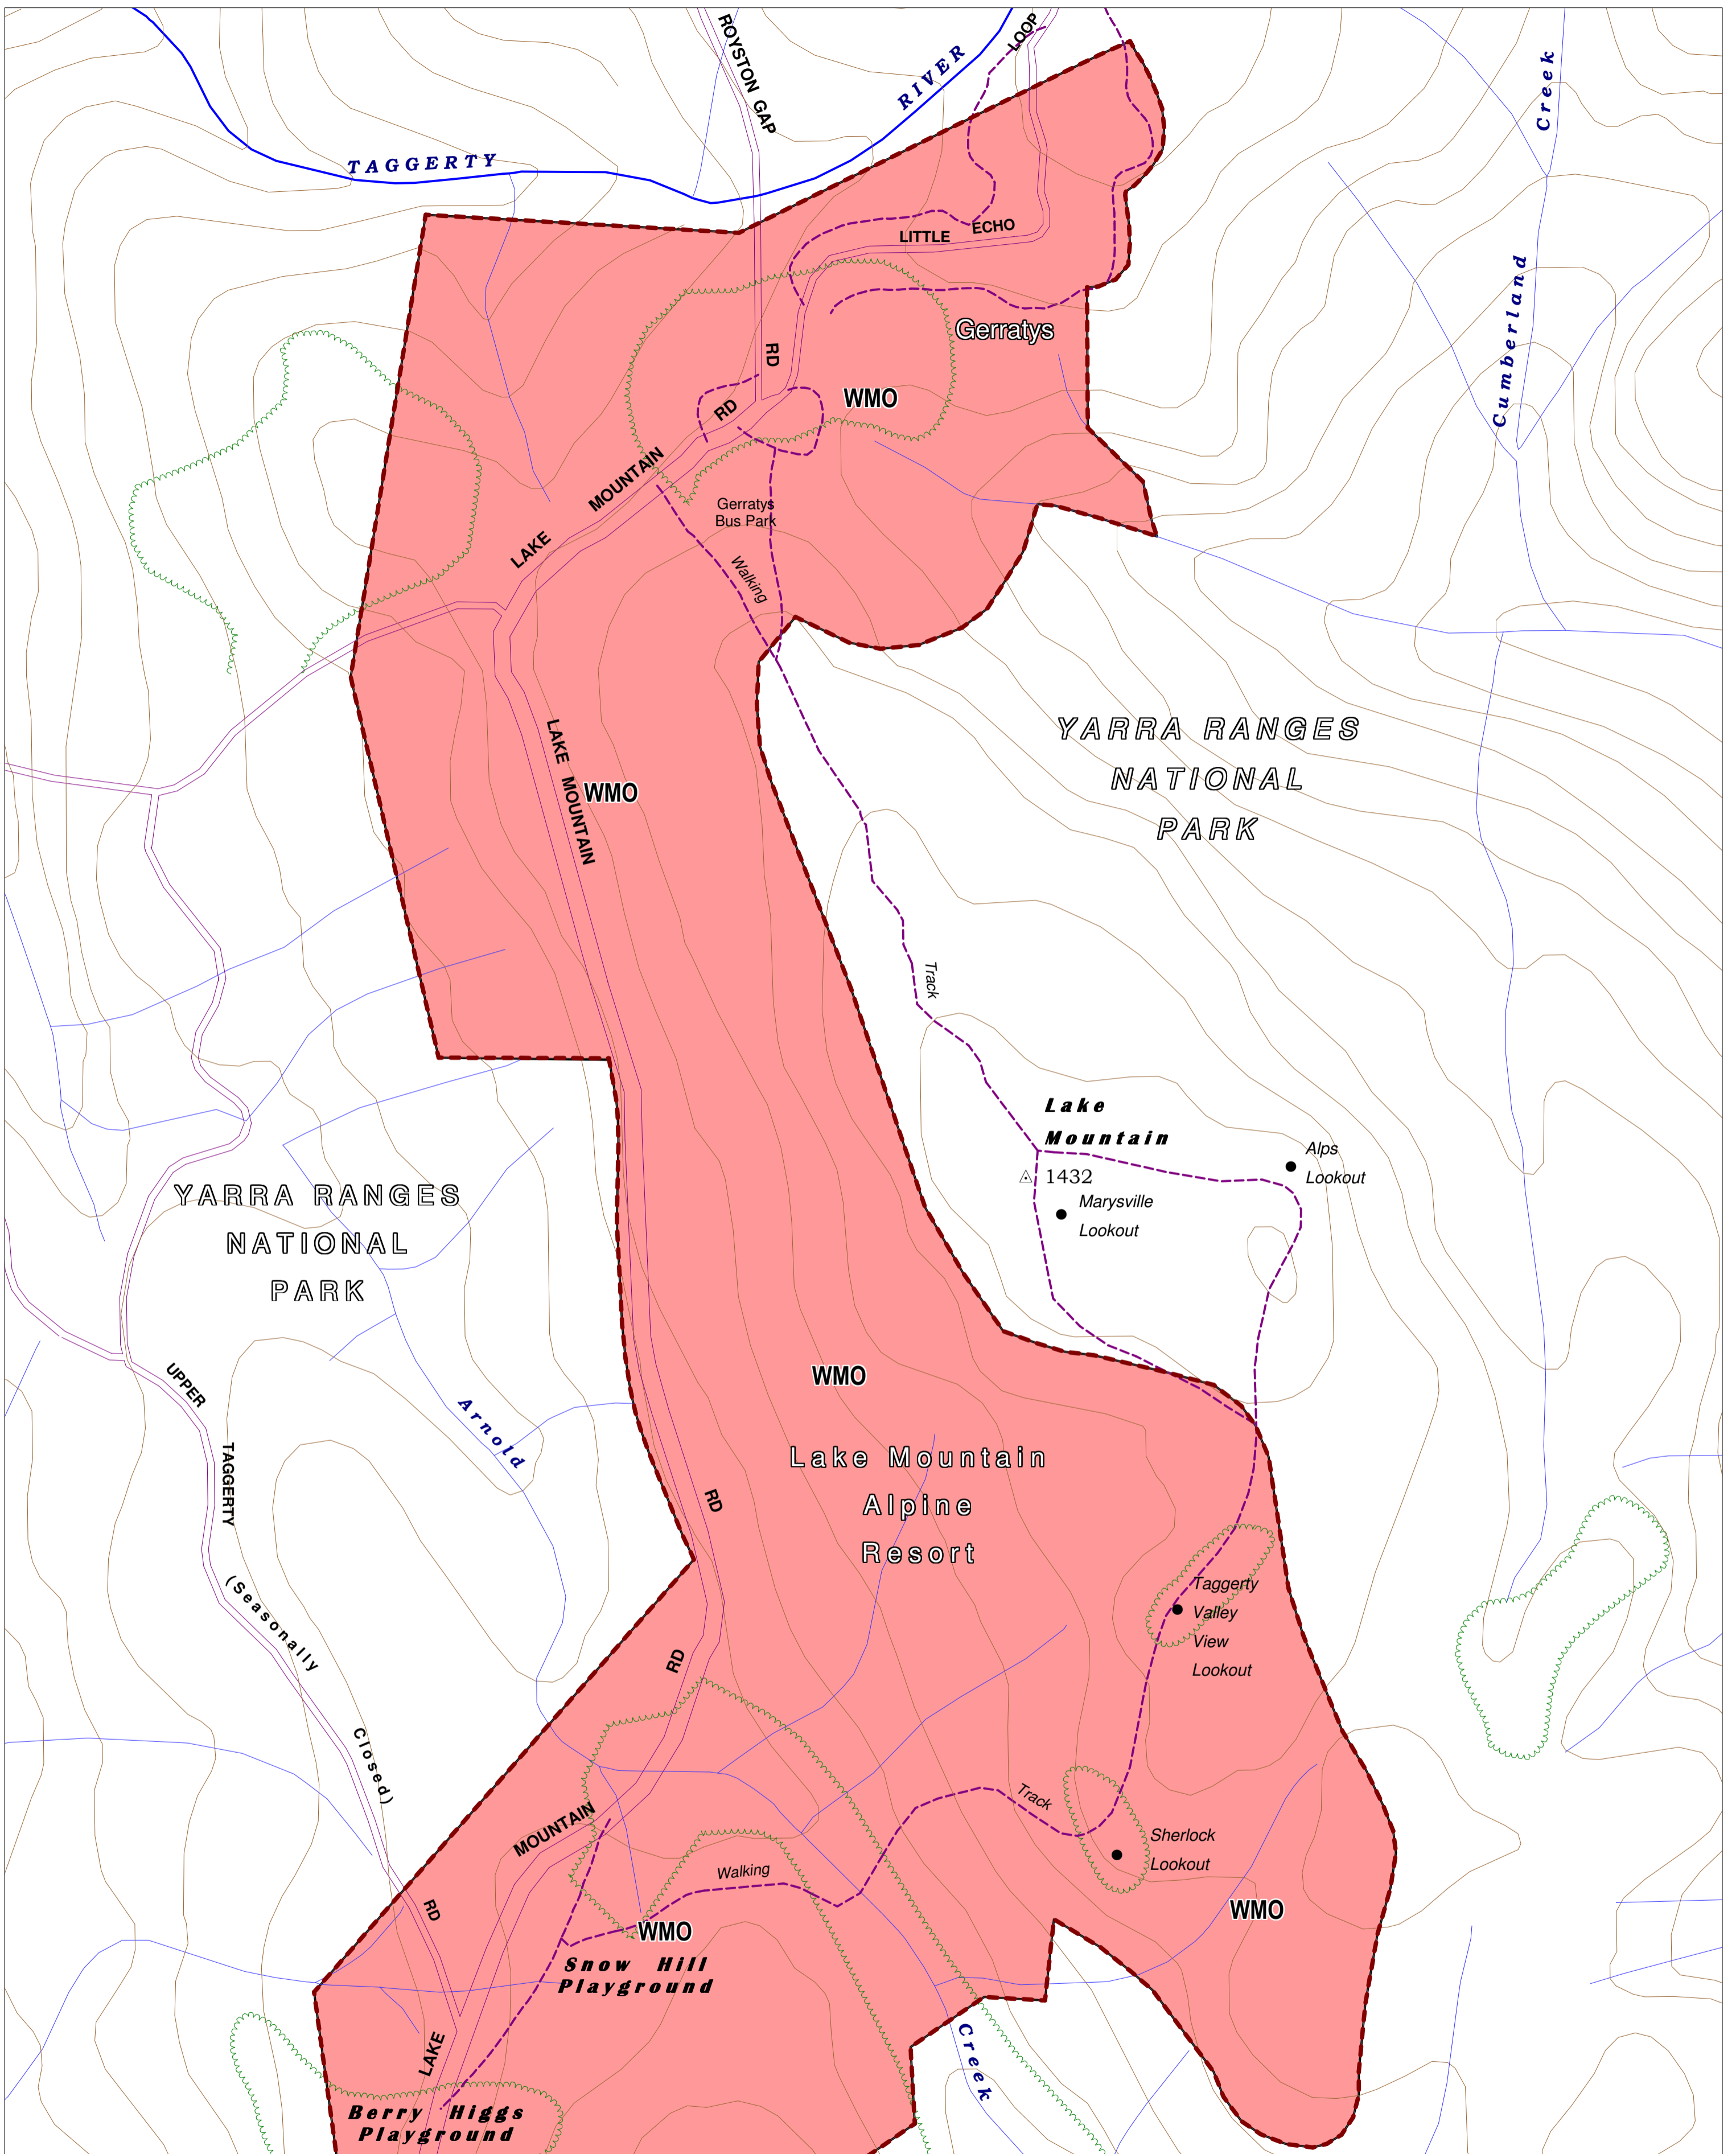 ROYSTON GAP
LOOP
RIVER
TAGGERTY
Creek
LITTLE ECHO
Cumberland
Gerratys
RD
WMO
RD
MOUNTAIN
LAKE
Gerratys
Bus Park
Walking
YARRA RANGES
NATIONAL
PARK
LAKE MOUNTAIN
WMO
Track
Lake
Mountain
1432
Alps
Lookout
Marysville
Lookout
YARRA RANGES
NATIONAL
PARK
UPPER
TAGGERTY
(Seasonally
Closed)
RD
Arnold
WMO
Lake Mountain
Alpine
Resort
RD
Taggerty
Valley
View
Lookout
RD
MOUNTAIN
Track
Sherlock
Lookout
Walking
WMO
WMO
Snow Hill
Playground
LAKE
Creek
Berry Higgs
Playground